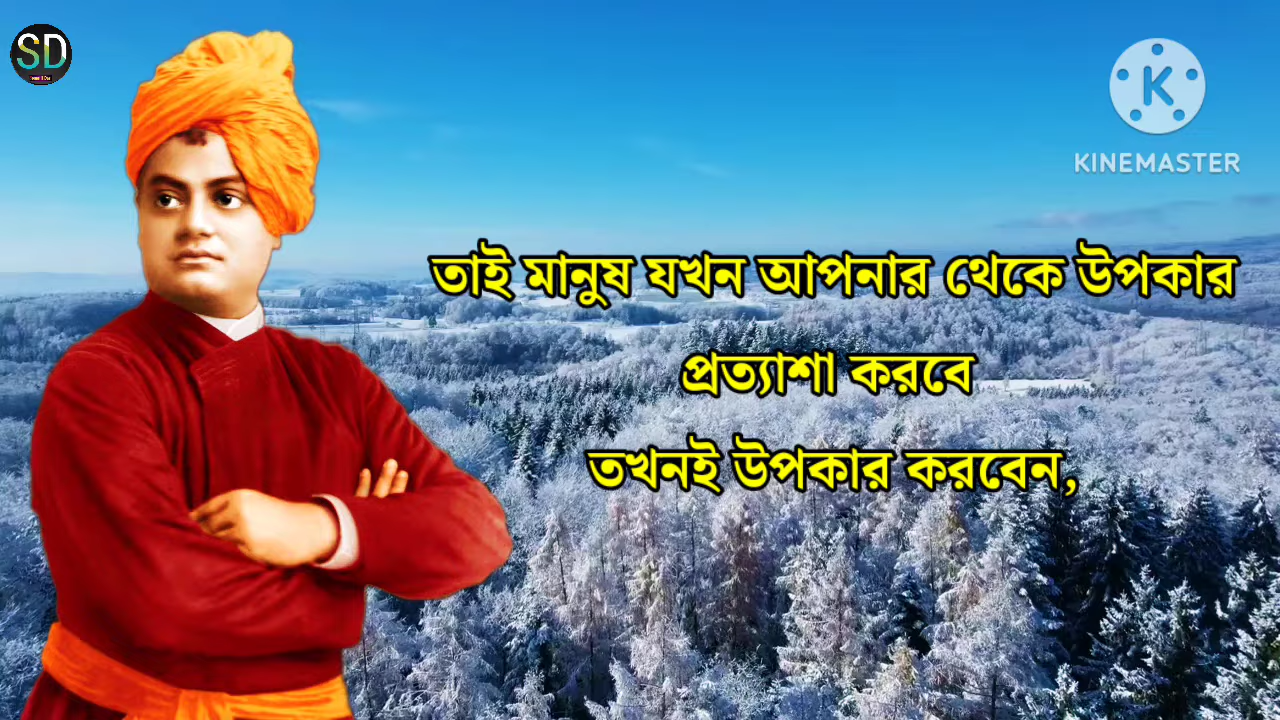 SD
KINEMASTER
তাই মানুষ যখন আপনার থেকে উপকার
প্রত্যাশা করবে
তখনই উপকার করবেন,